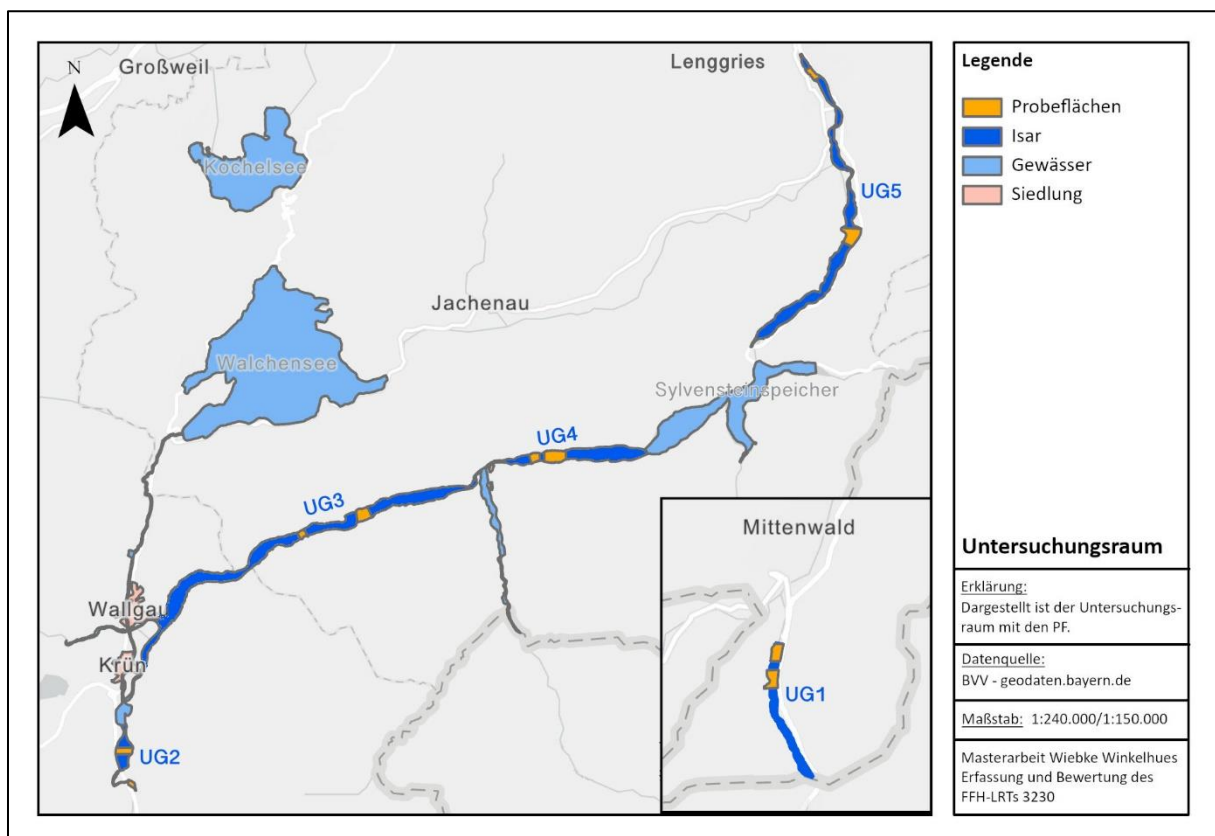 N
Großweil
Lenggries
Kochelsee
UG5
Jachenau
Walchensee
Sylvensteinspeicher
UG4
UG3
Mittenwald
Wallgau
Krün
UG1
UG2
Legende
Probeflächen
Isar
Gewässer
Siedlung
Untersuchungsraum
Erklärung:
Dargestellt ist der Untersuchungs-
raum mit den PF.
Datenquelle:
BVV - geodaten.bayern.de
Maßstab: 1:240.000/1:150.000
Masterarbeit Wiebke Winkelhues
Erfassung und Bewertung des
FFH-LRTs 3230